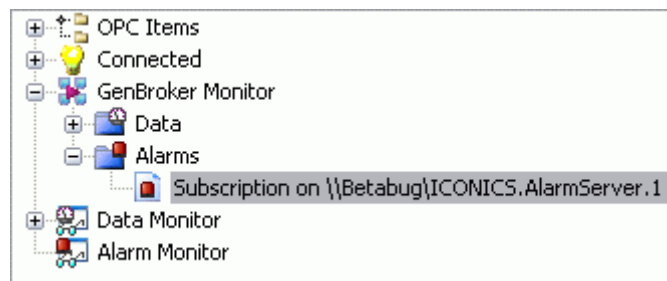 OPC Items
Connected
GenBroker Monitor
Data
Alarms
Subscription on \\Betabug\ICONICS.AlarmServer.1
Data Monitor
Alarm Monitor